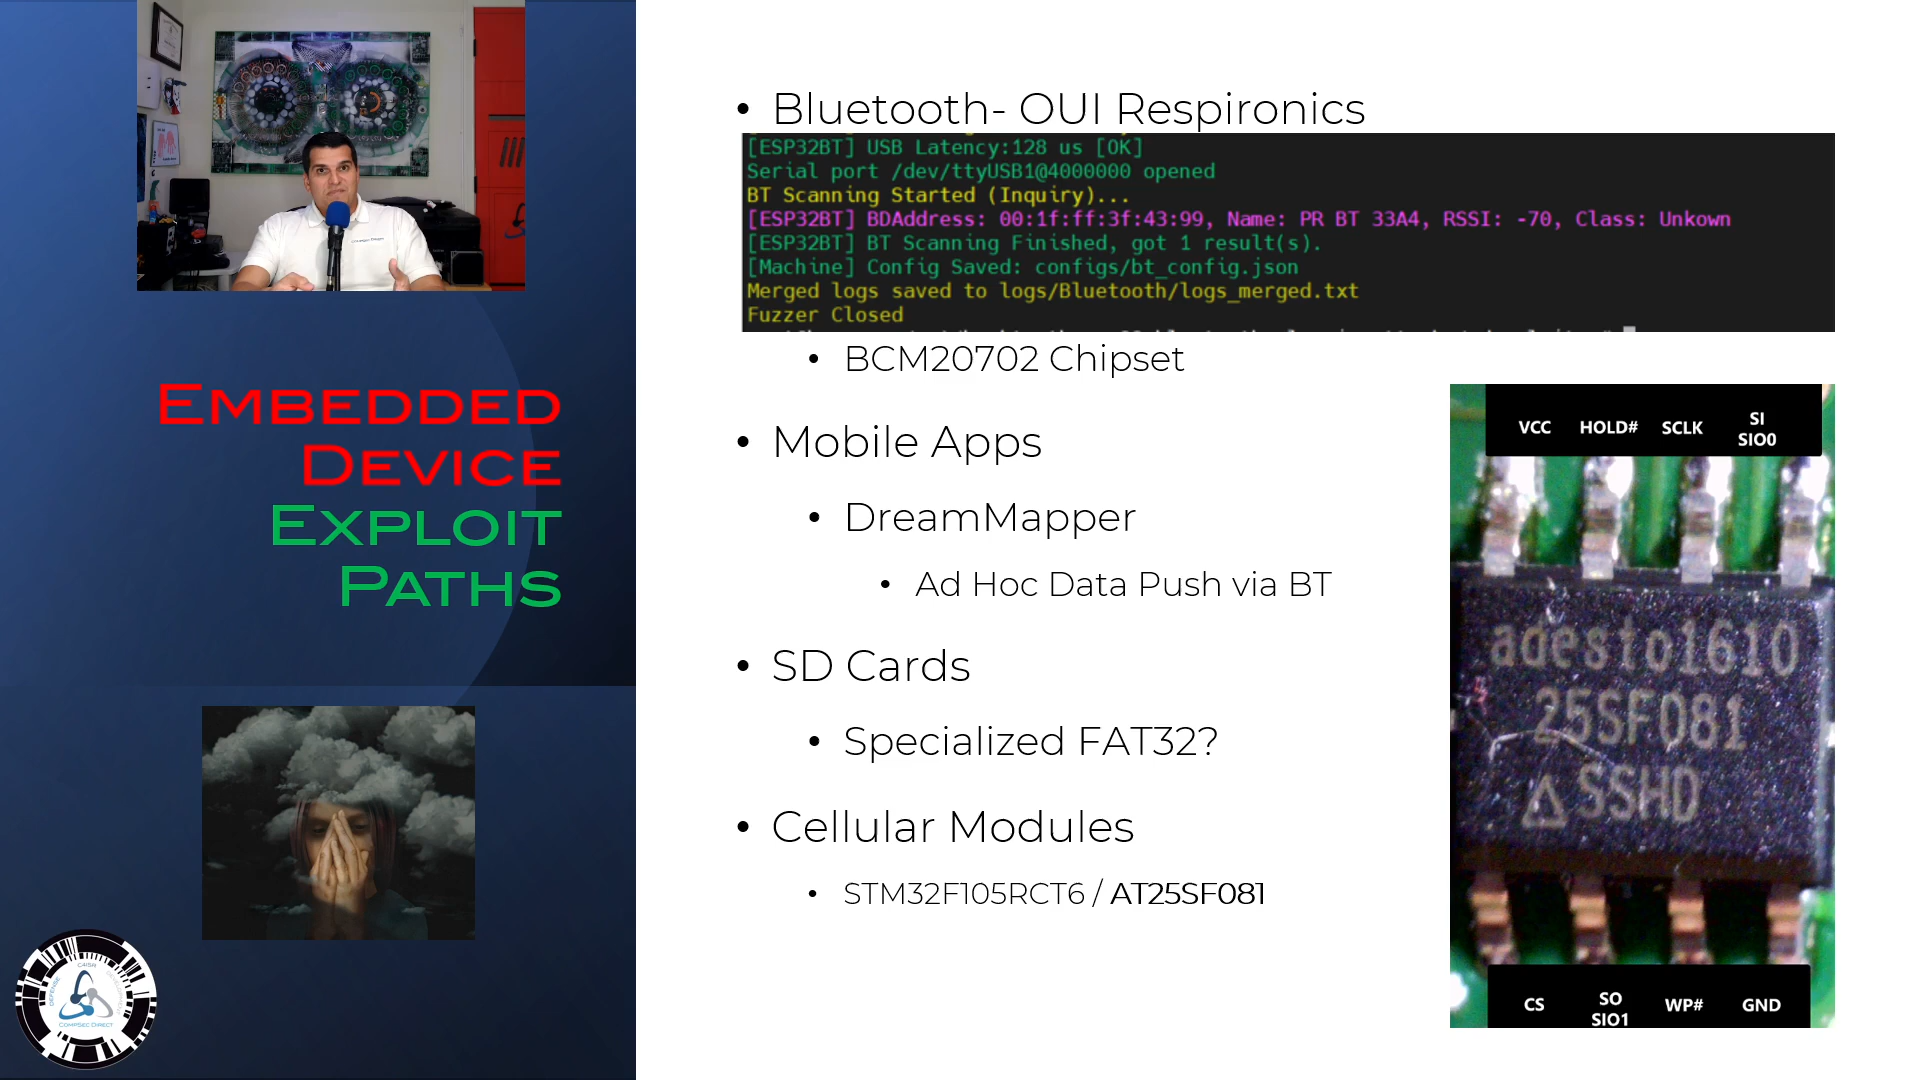 EMBEDDED
DEVICE
EXPLOIT
PATHS
• Bluetooth- OUI Respironics
[ESP32BT] USB Latency:128 us [OK]
Serial port /dev/ttyUSB1@4000000 opened
BT Scanning Started (Inquiry)...
[ESP32BT] BDAddress: 00:1f:ff:3f:43:99, Name: PR BT 33A4, RSSI: -70, Class: Unkown
[ESP32BT] BT Scanning Finished, got 1 result(s).
[Machine] Config Saved: configs/bt_config.json
Merged logs saved to logs/Bluetooth/logs_merged.txt
Fuzzer Closed
• BCM20702 Chipset
• Mobile Apps
• DreamMapper
• Ad Hoc Data Push via BT
• SD Cards
• Specialized FAT32?
• Cellular Modules
• STM32F105RCT6 / AT25SF081
VCC HOLD# SCLK SI
SIO0
adesto1610
25SF081
SSHD
CS SO WP# GND
SIO1
CAISR
DEFENSE
COMPSEC DIRECT